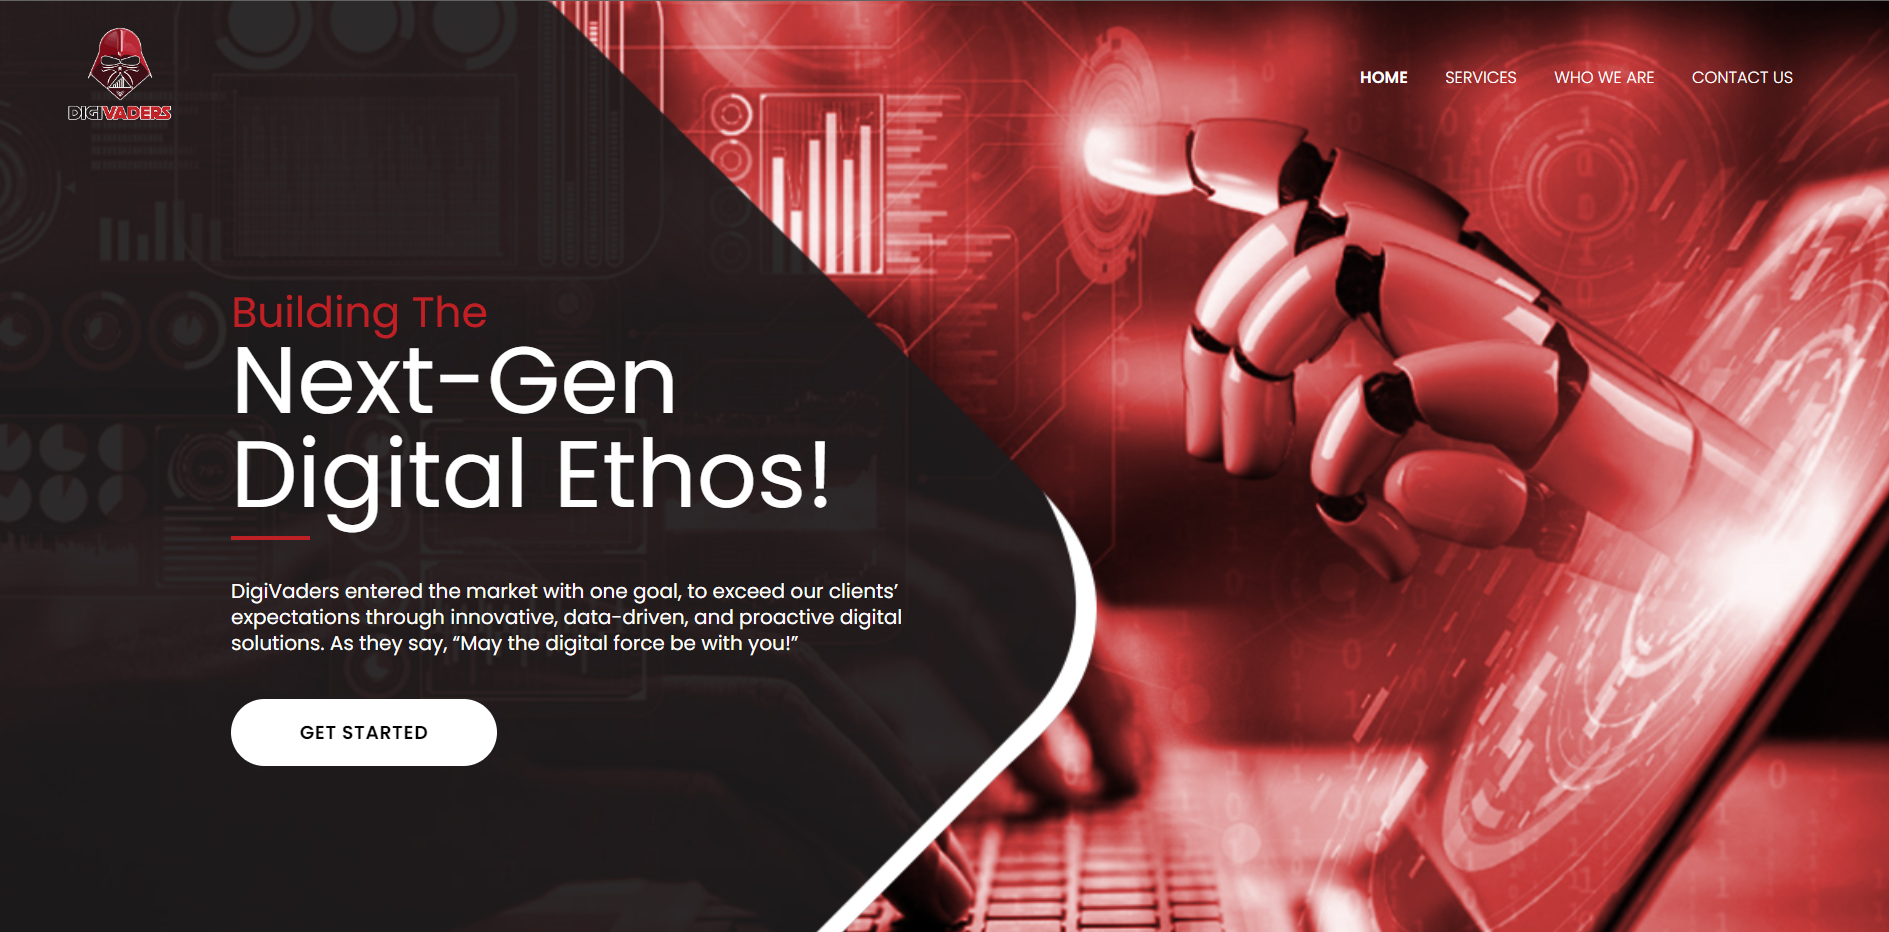 DIGIVADERS
HOME SERVICES WHO WE ARE CONTACT US
Building The
Next-Gen
Digital Ethos!
DigiVaders entered the market with one goal, to exceed our clients’
expectations through innovative, data-driven, and proactive digital
solutions. As they say, “May the digital force be with you!”
GET STARTED